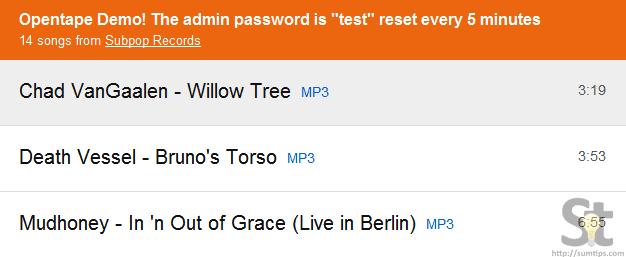 Opentape Demo! The admin password is "test" reset every 5 minutes
14 songs from Subpop Records
Chad VanGaalen - Willow Tree MP3 3:19
Death Vessel - Bruno's Torso MP3 3:53
Mudhoney - In 'n Out of Grace (Live in Berlin) MP3 6:55
St
http://sumtips.com